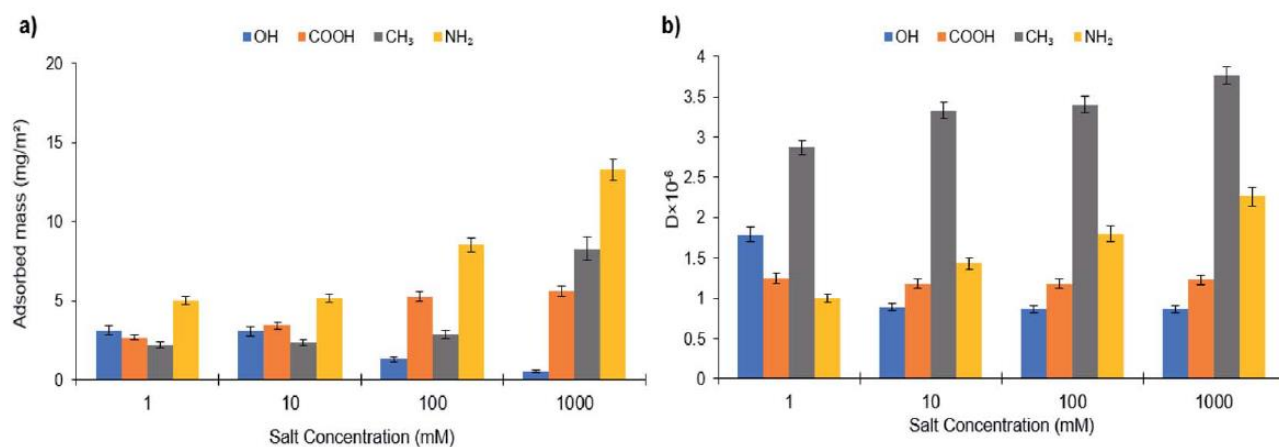 a)
OH COOH CH₃ NH₂
Adsorbed mass (mg/m²)
20
15
10
5
0
1 10 100 1000
Salt Concentration (mM)
b)
OH COOH CH₃ NH₂
D×10⁻⁶
4
3.5
3
2.5
2
1.5
1
0.5
0
1 10 100 1000
Salt Concentration (mM)